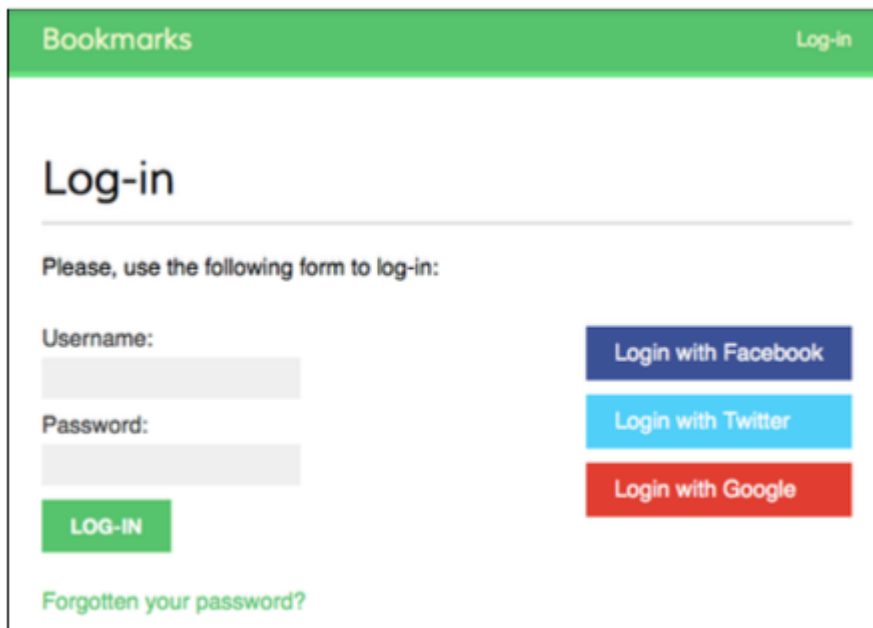 Bookmarks
Log-in
Log-in
Please, use the following form to log-in:
Username:
Password:
LOG-IN
Forgotten your password?
Login with Facebook
Login with Twitter
Login with Google